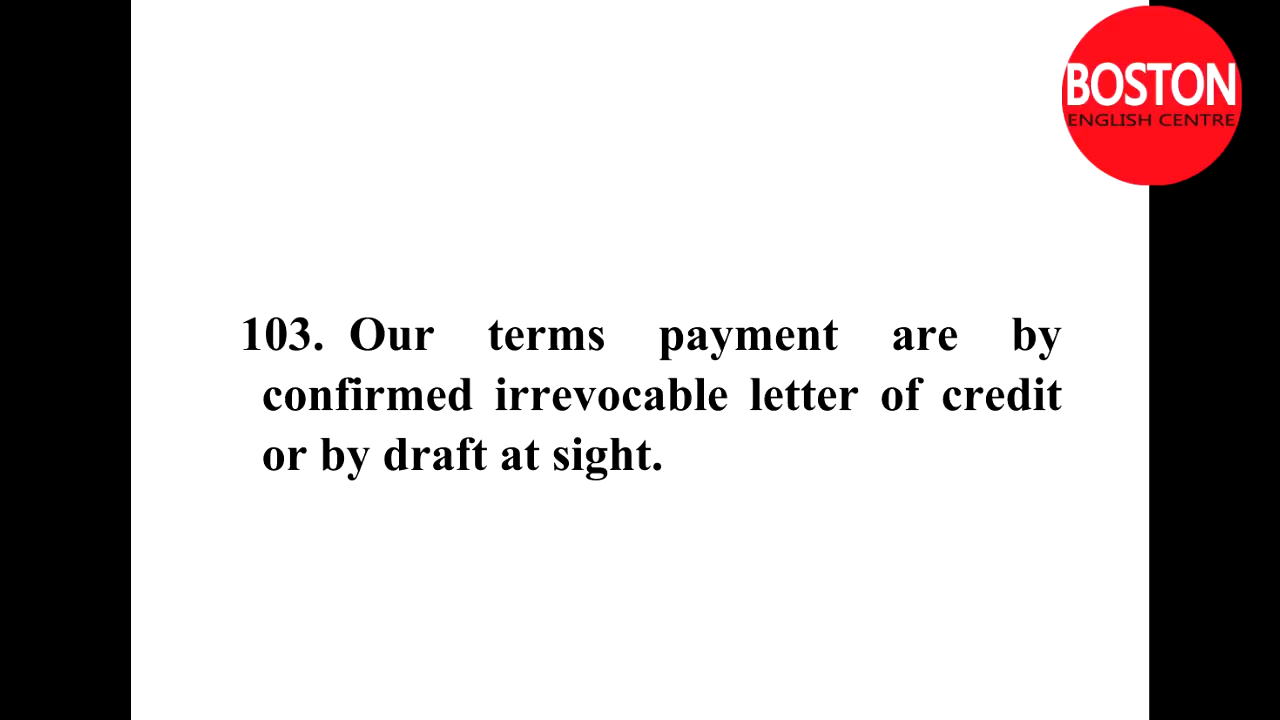 BOSTON
ENGLISH CENTRE
103. Our terms payment are by
confirmed irrevocable letter of credit
or by draft at sight.